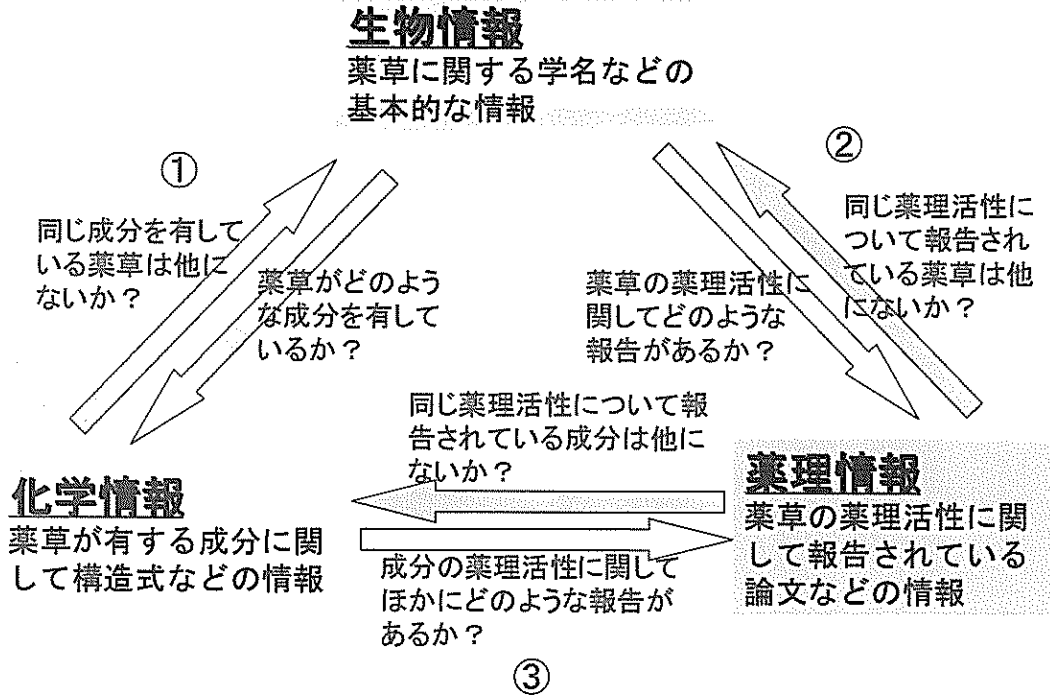 生物情報
薬草に関する学名などの
基本的な情報
①
同じ成分を有して
いる薬草は他に
ないか？
薬草がどのよう
な成分を有して
いるか？
②
同じ薬理活性に
ついて報告され
ている薬草は他
にないか？
薬草の薬理活性に
関してどのような
報告があるか？
同じ薬理活性について報
告されている成分は他に
ないか？
化学情報
薬草が有する成分に関
して構造式などの情報
薬理情報
薬草の薬理活性に関
して報告されている
論文などの情報
成分の薬理活性に関して
ほかにどのような報告が
あるか？
③